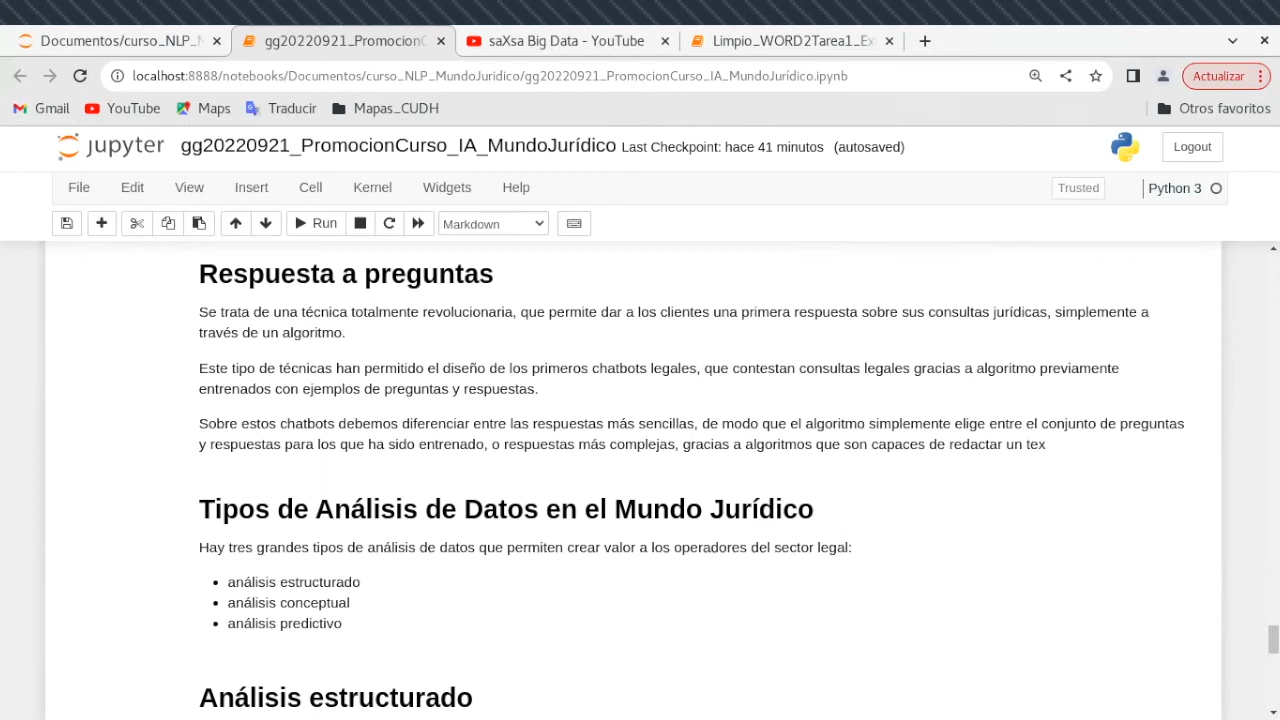 Documentos/curso_NLP_M
gg20220921_PromocionC
saXsa Big Data - YouTube
Limpio_WORD2Tarea1_Ex
localhost:8888/notebooks/Documentos/curso_NLP_MundoJuridico/gg20220921_PromocionCurso_IA_MundoJurídico.ipynb
Actualizar
Gmail
YouTube
Maps
Traducir
Mapas_CUDH
Otros favoritos
jupyter gg20220921_PromocionCurso_IA_MundoJurídico Last Checkpoint: hace 41 minutos (autosaved)
Logout
File Edit View Insert Cell Kernel Widgets Help
Trusted
Python 3
Run
Markdown
Respuesta a preguntas
Se trata de una técnica totalmente revolucionaria, que permite dar a los clientes una primera respuesta sobre sus consultas jurídicas, simplemente a
través de un algoritmo.
Este tipo de técnicas han permitido el diseño de los primeros chatbots legales, que contestan consultas legales gracias a algoritmo previamente
entrenados con ejemplos de preguntas y respuestas.
Sobre estos chatbots debemos diferenciar entre las respuestas más sencillas, de modo que el algoritmo simplemente elige entre el conjunto de preguntas
y respuestas para los que ha sido entrenado, o respuestas más complejas, gracias a algoritmos que son capaces de redactar un tex
Tipos de Análisis de Datos en el Mundo Jurídico
Hay tres grandes tipos de análisis de datos que permiten crear valor a los operadores del sector legal:
análisis estructurado
análisis conceptual
análisis predictivo
Análisis estructurado